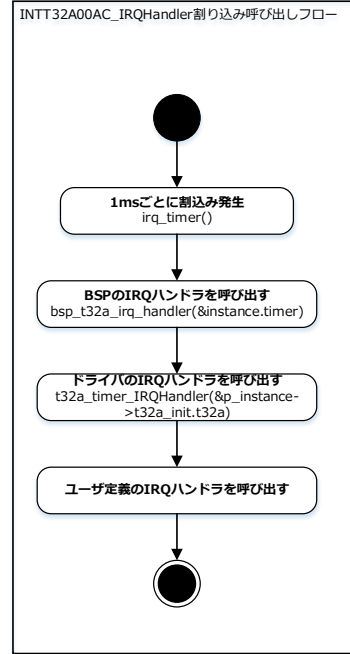 INTT32A00AC_IRQHandler割り込み呼び出しフロー
1msごとに割込み発生
irq_timer()
BSPのIRQハンドラを呼び出す
bsp_t32a_irq_handler(&instance.timer)
ドライバのIRQハンドラを呼び出す
t32a_timer_IRQHandler(&p_instance-
>t32a_init.t32a)
ユーザ定義のIRQハンドラを呼び出す